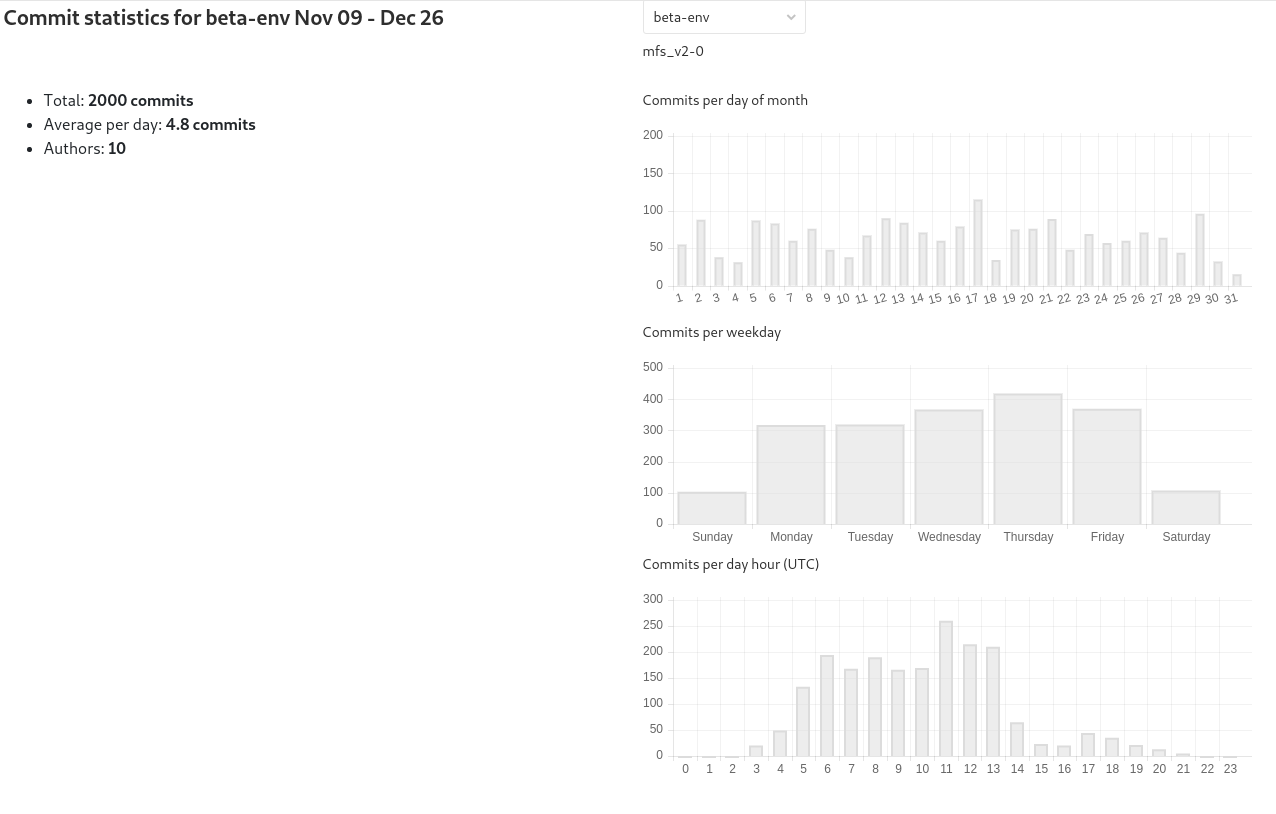 Commit statistics for beta-env Nov 09 - Dec 26
Total: 2000 commits
Average per day: 4.8 commits
Authors: 10
beta-env
mfs_v2-0
Commits per day of month
200
150
100
50
0
1 2 3 4 5 6 7 8 9 10 11 12 13 14 15 16 17 18 19 20 21 22 23 24 25 26 27 28 29 30 31
Commits per weekday
500
400
300
200
100
0
Sunday Monday Tuesday Wednesday Thursday Friday Saturday
Commits per day hour (UTC)
300
250
200
150
100
50
0
0 1 2 3 4 5 6 7 8 9 10 11 12 13 14 15 16 17 18 19 20 21 22 23